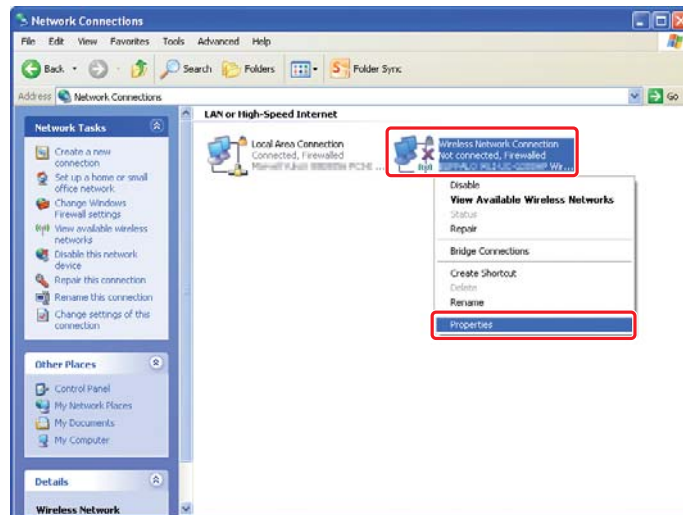 Network Connections
File Edit View Favorites Tools Advanced Help
Back Search Folders Folder Sync
Address Network Connections Go
Network Tasks
Create a new
connection
Set up a home or small
office network
Change Windows
Firewall settings
View available wireless
networks
Disable this network
device
Repair this connection
Rename this connection
Change settings of this
connection
Other Places
Control Panel
My Network Places
My Documents
My Computer
Details
Wireless Network
LAN or High-Speed Internet
Local Area Connection
Connected, Firewalled
Wireless Network Connection
Not connected, Firewalled
Disable
View Available Wireless Networks
Status
Repair
Bridge Connections
Create Shortcut
Delete
Rename
Properties